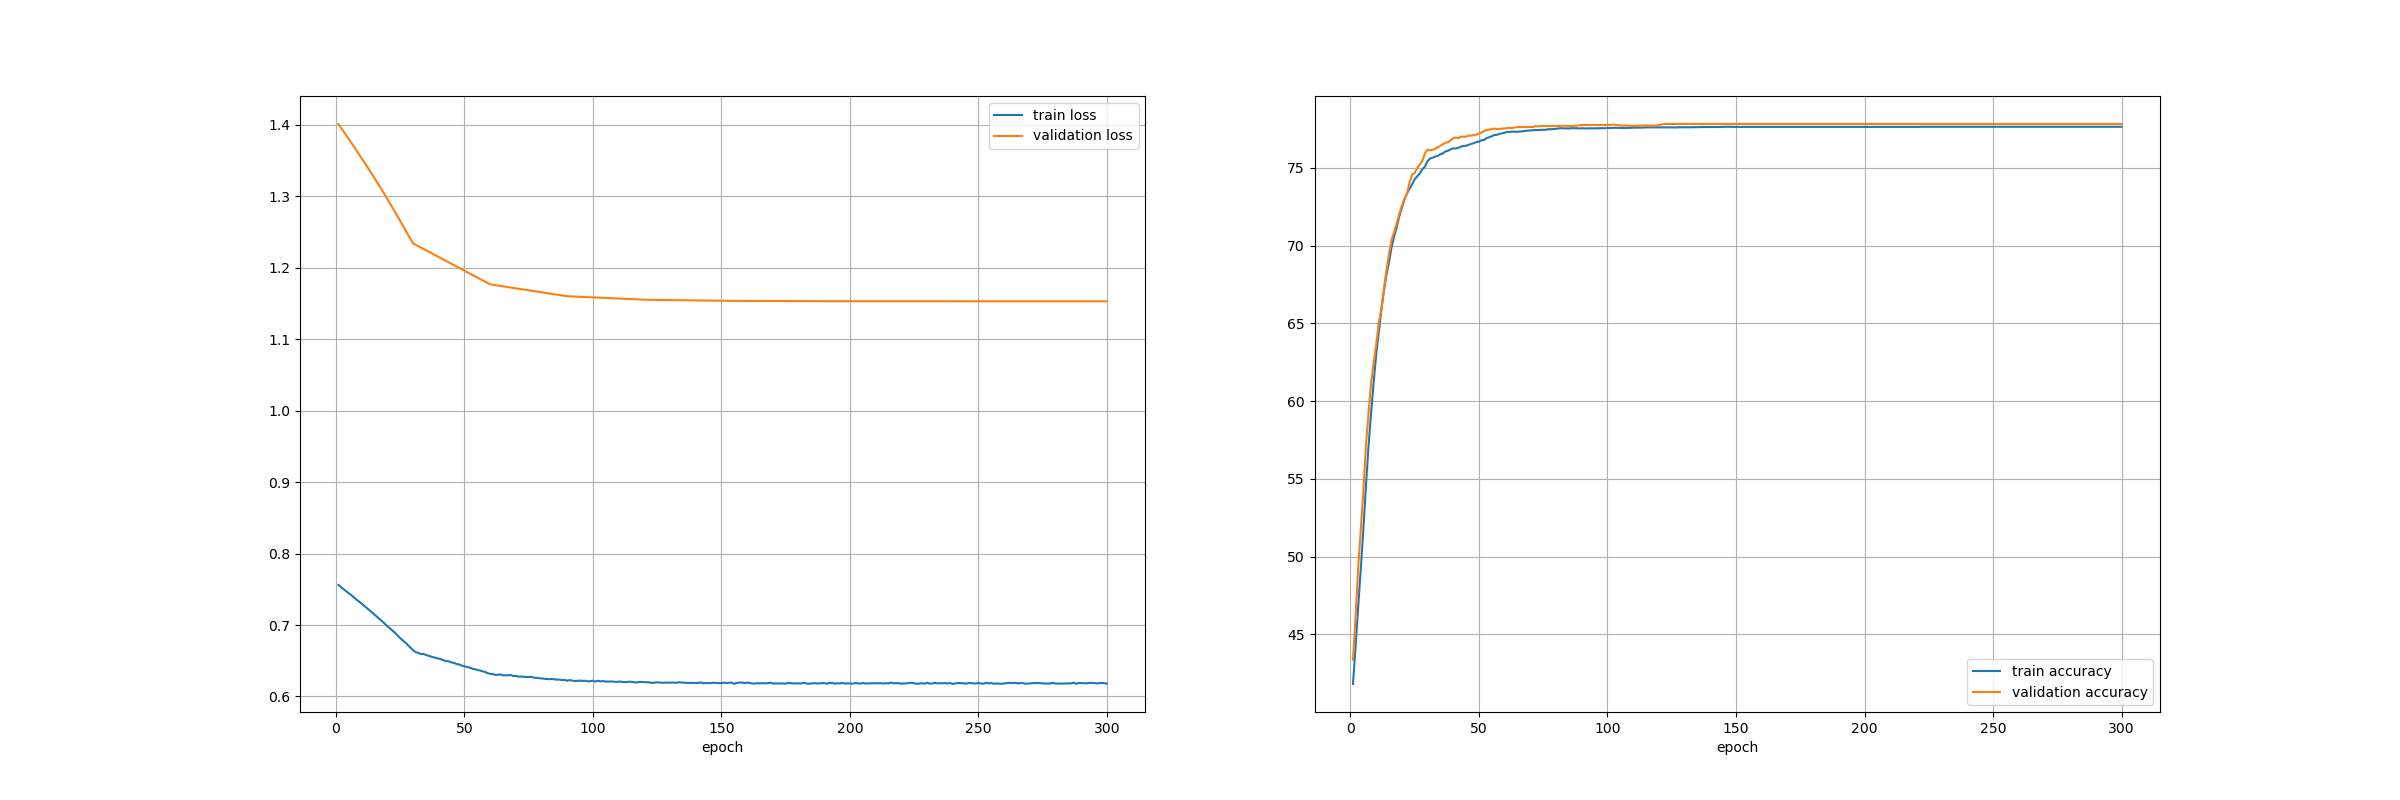 train loss
validation loss
1.4
1.3
1.2
1.1
1.0
0.9
0.8
0.7
0.6
0 50 100 150 200 250 300
epoch
75
70
65
60
55
50
45
train accuracy
validation accuracy
0 50 100 150 200 250 300
epoch